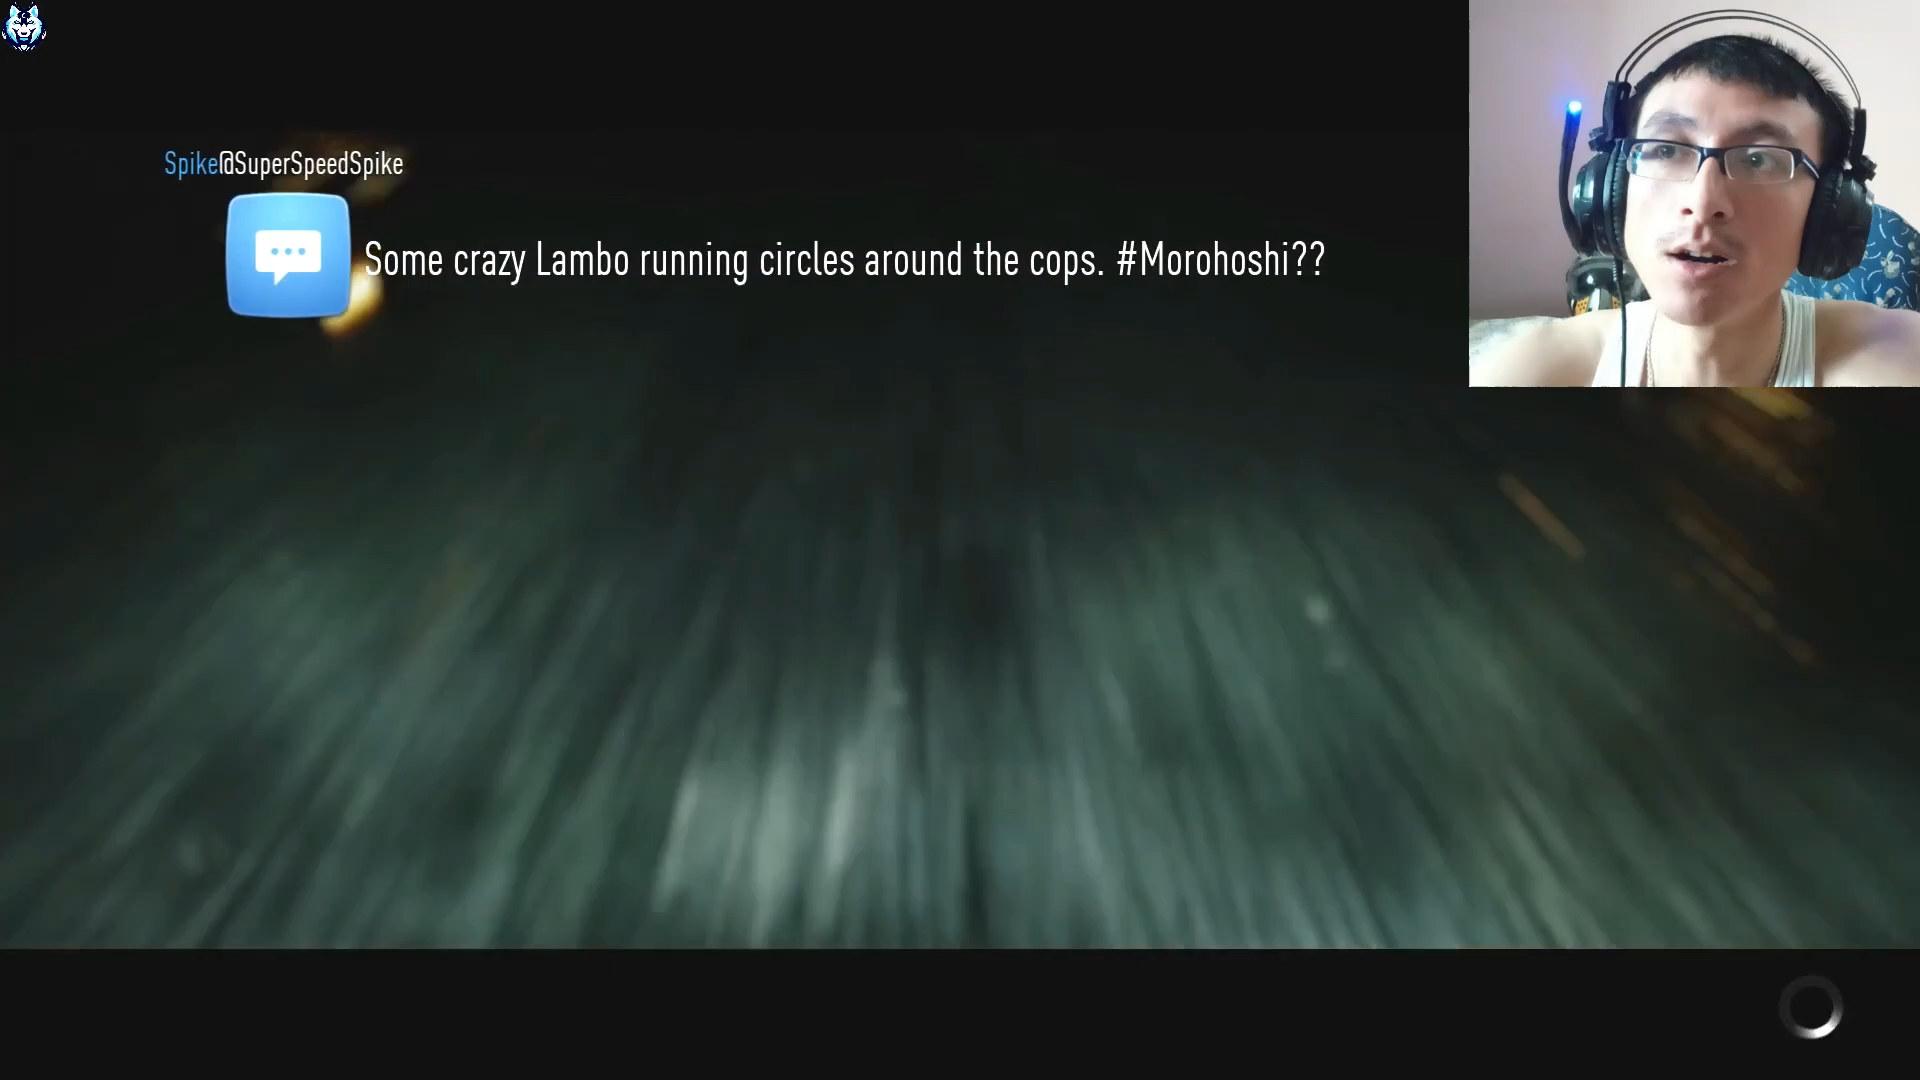 Spike@SuperSpeedSpike
Some crazy Lambo running circles around the cops. #Morohoshi??